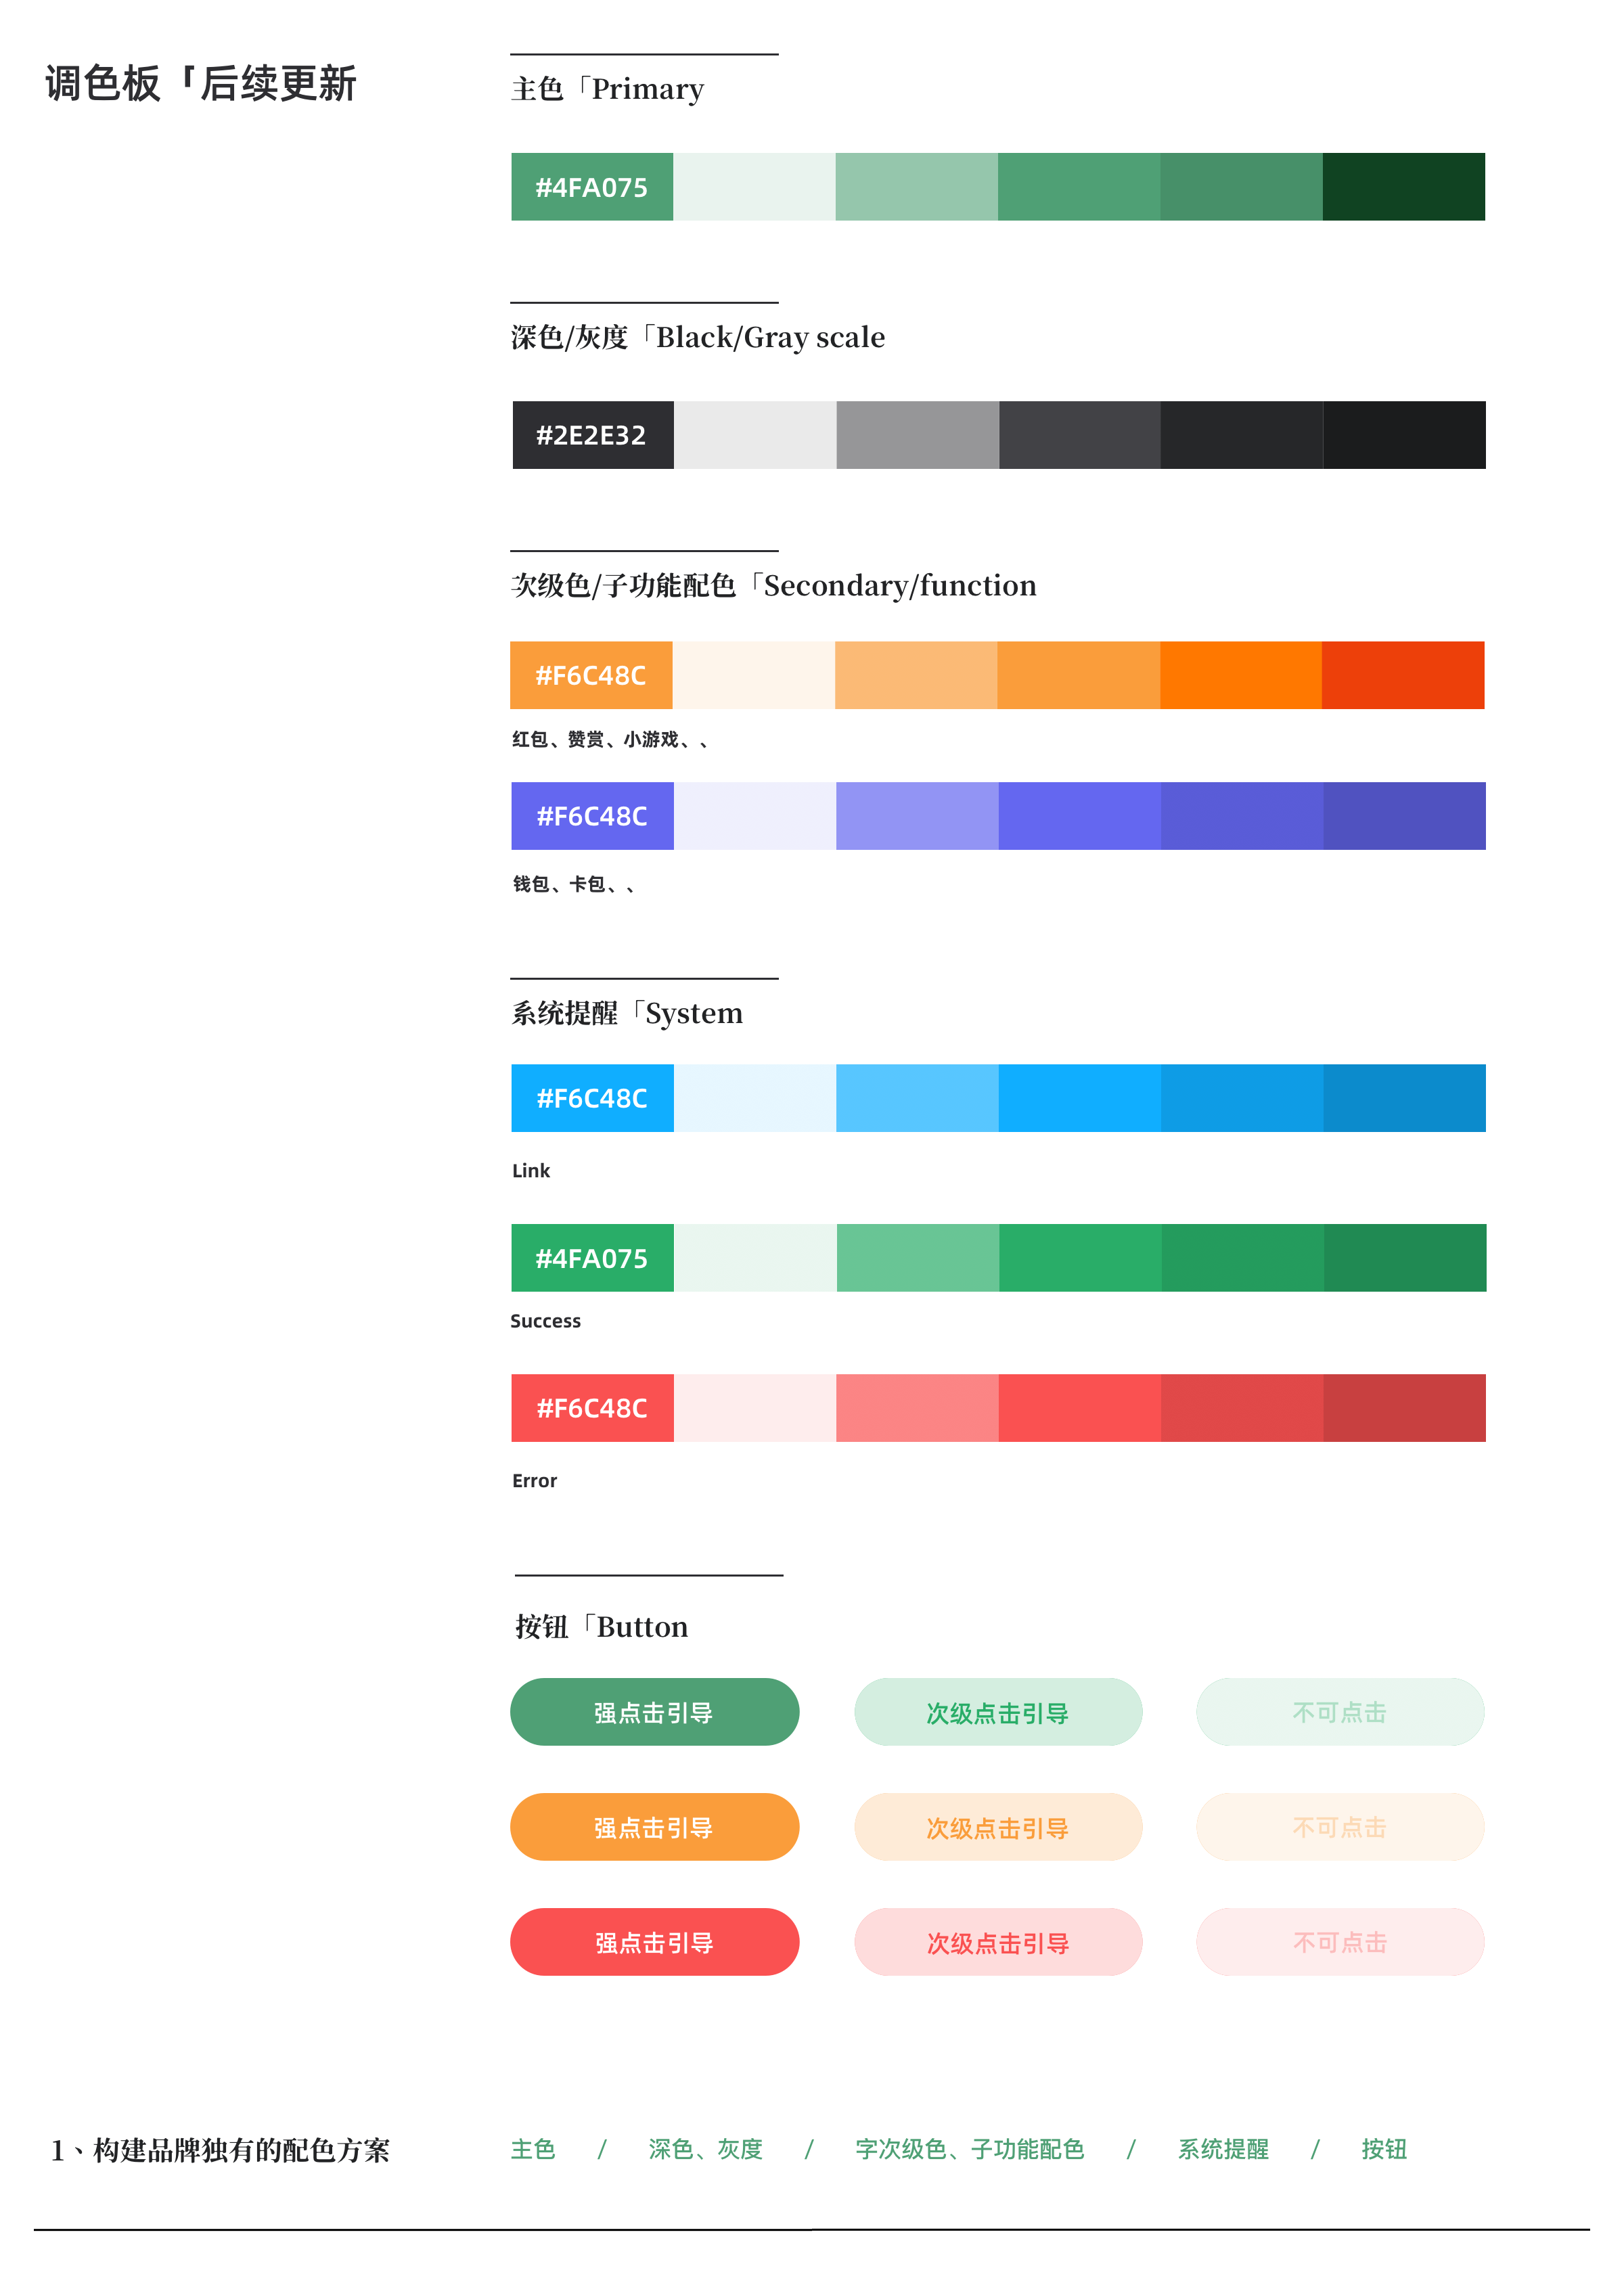 调色板「后续更新
主色「Primary
#4FA075
深色/灰度「Black/Gray scale
#2E2E32
次级色/子功能配色「Secondary/function
#F6C48C
红包、赞赏、小游戏、、
#F6C48C
钱包、卡包、、
系统提醒「System
#F6C48C
Link
#4FA075
Success
#F6C48C
Error
按钮「Button
强点击引导 次级点击引导 不可点击
强点击引导 次级点击引导 不可点击
强点击引导 次级点击引导 不可点击
1、构建品牌独有的配色方案 主色 / 深色、灰度 / 字次级色、子功能配色 / 系统提醒 / 按钮